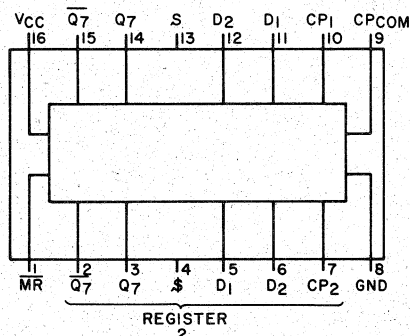 VCC Q7 Q7 S D2 D1 CP1 CPCOM
16 15 14 13 12 11 10 9
1 2 3 4 5 6 7 8
MR Q7 Q7 $ D1 D2 CP2 GND
REGISTER
2